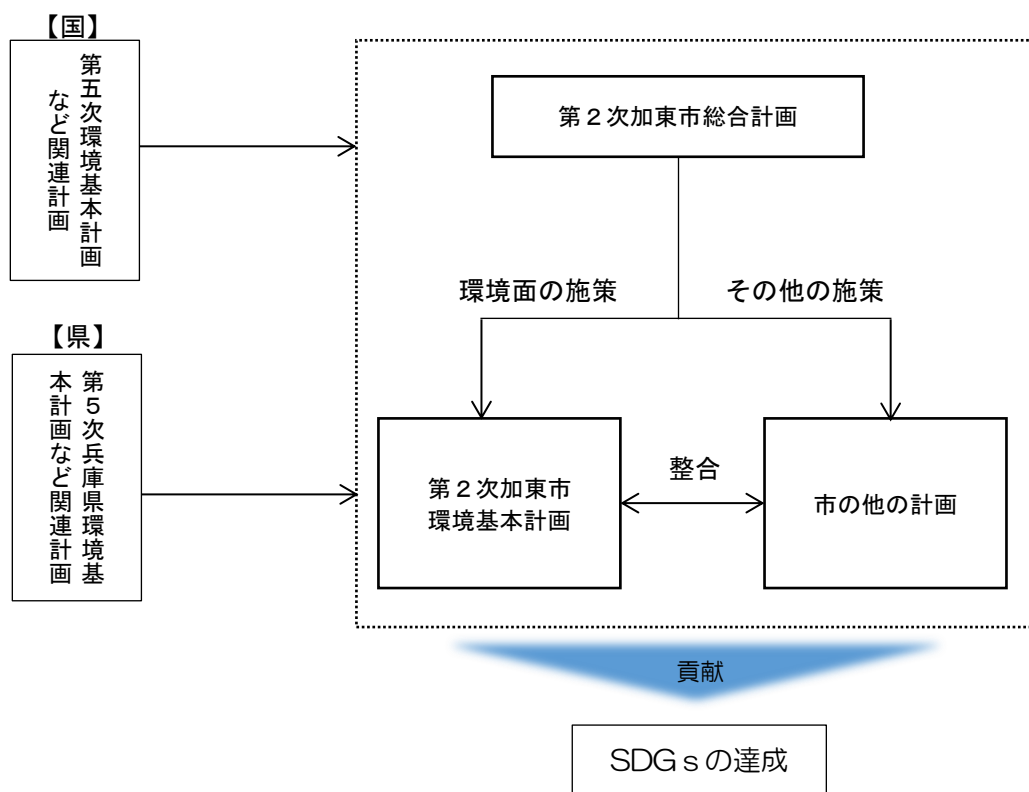 【国】
第五次環境基本計画
など関連計画
【県】
第5次兵庫県環境基
本計画など関連計画
第２次加東市総合計画
環境面の施策
その他の施策
第２次加東市
環境基本計画
整合
市の他の計画
貢献
SDGｓの達成